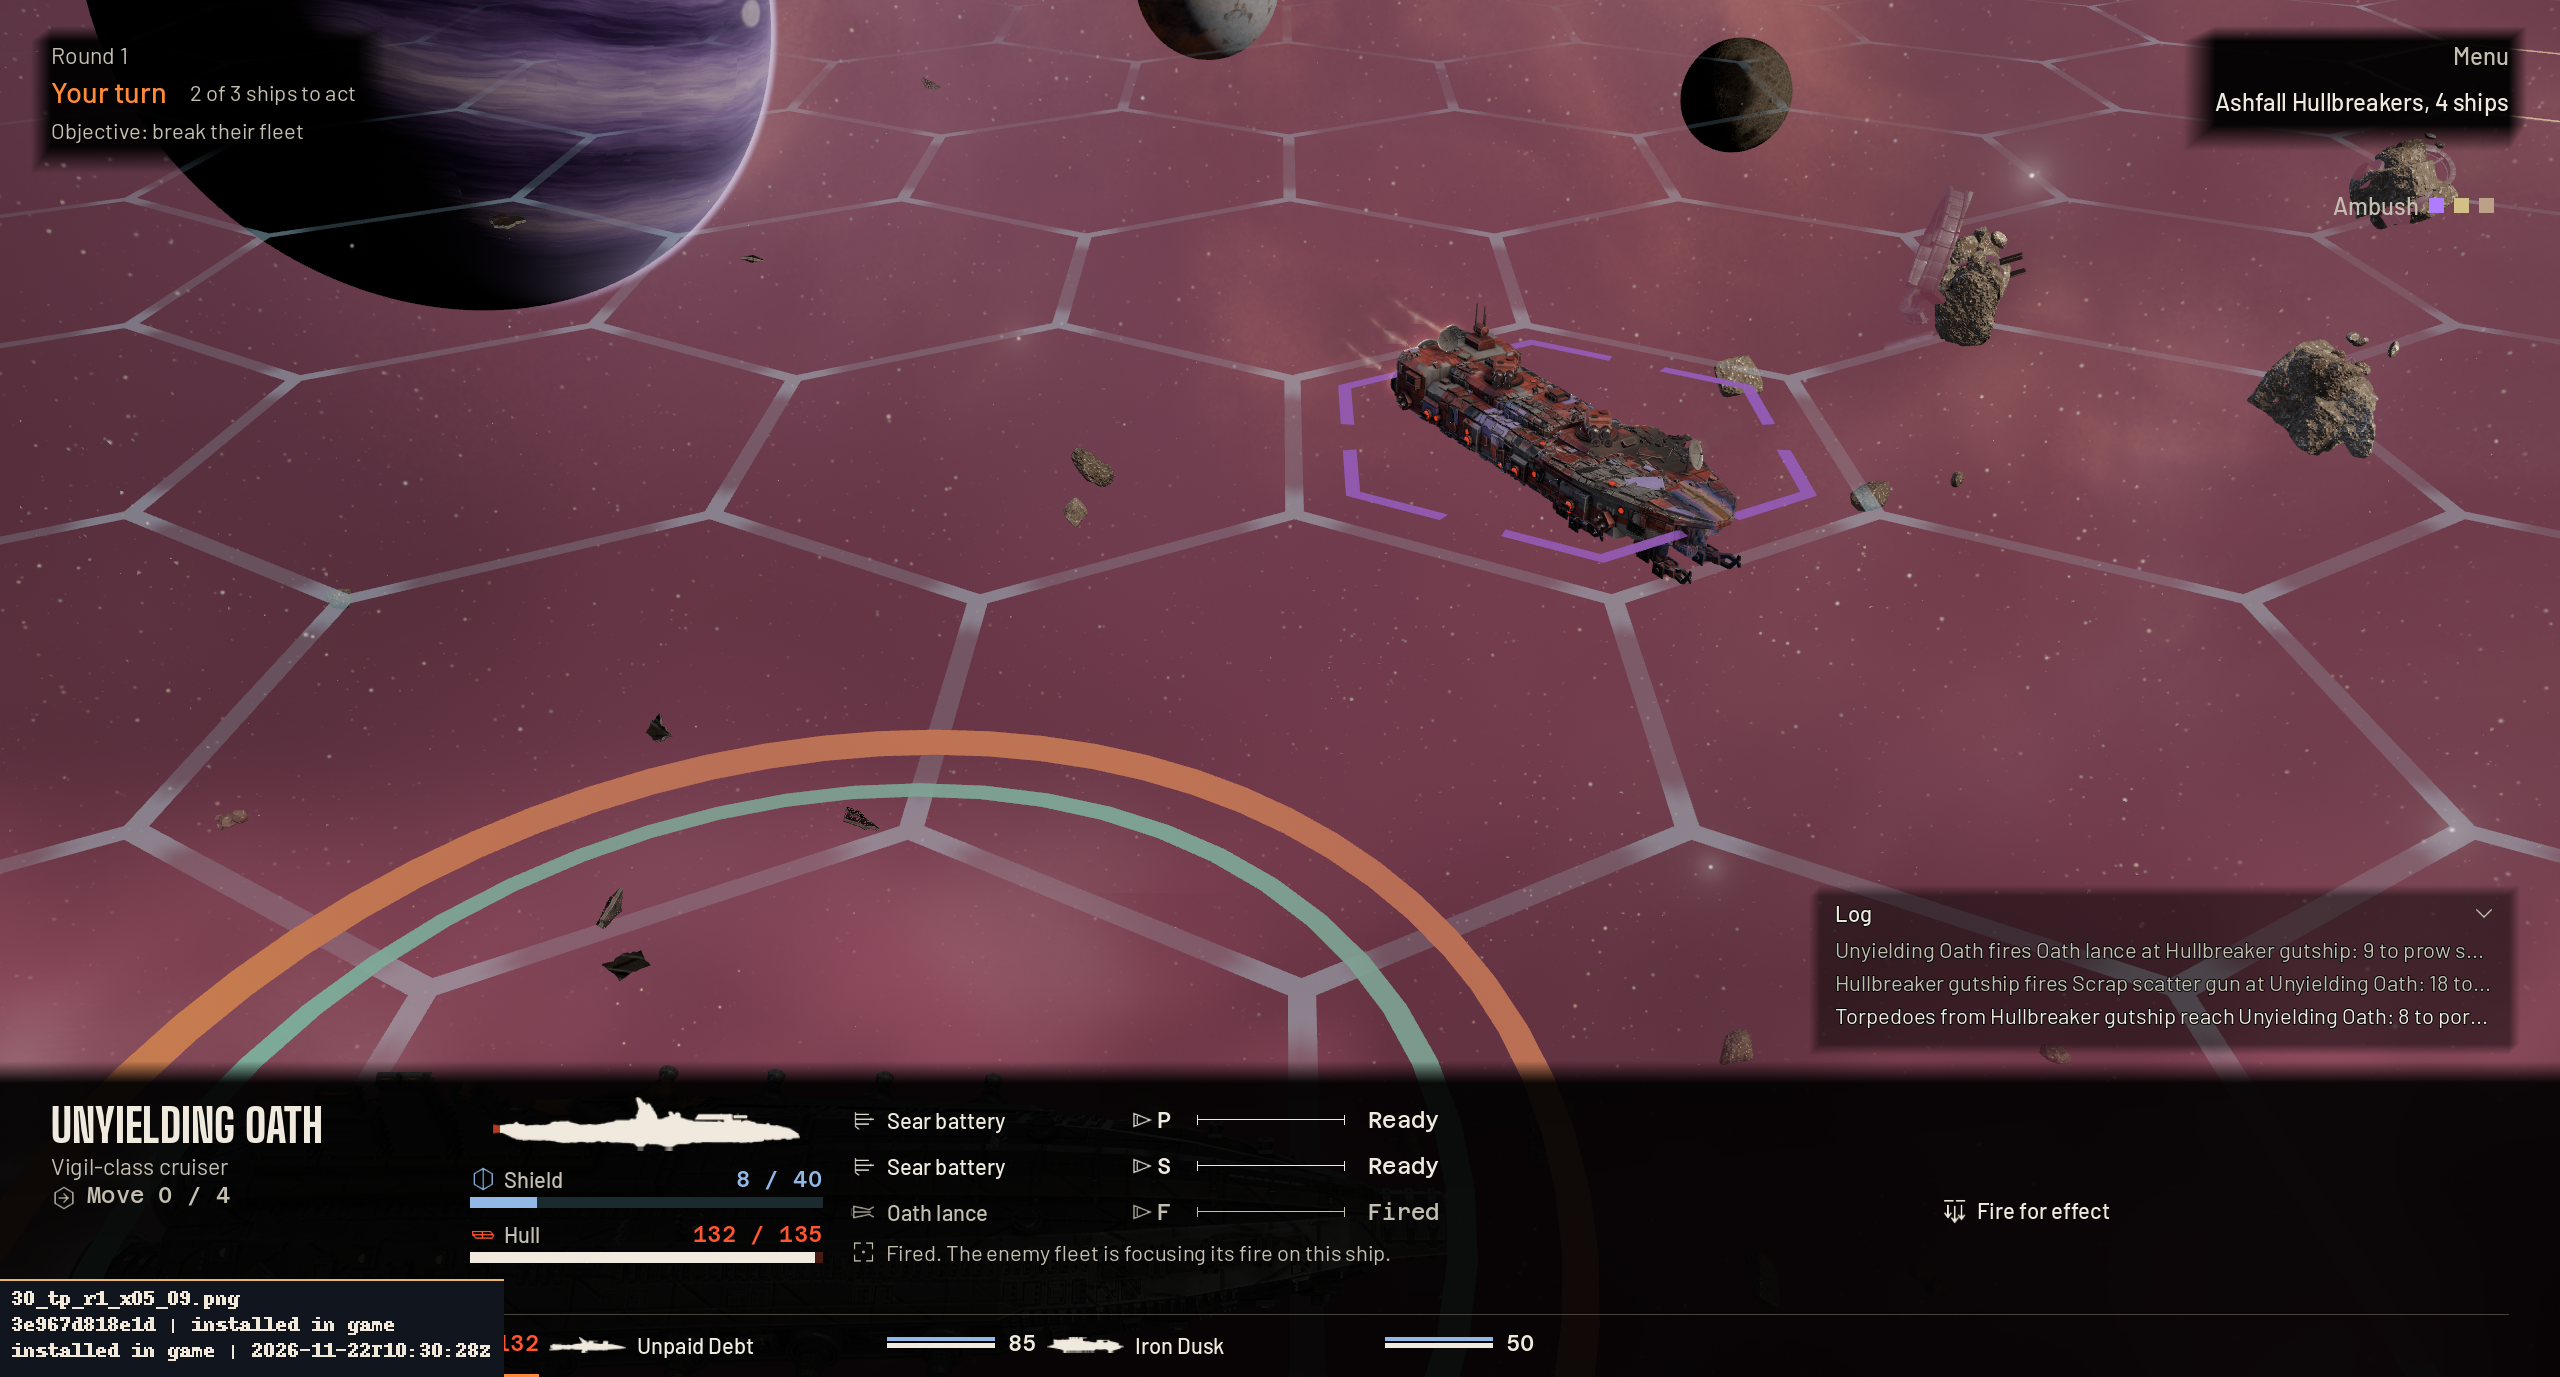 Round 1
Your turn 2 of 3 ships to act
Objective: break their fleet
Menu
Ashfall Hullbreakers, 4 ships
Ambush
Log
Unyielding Oath fires Oath lance at Hullbreaker gutship: 9 to prow s...
Hullbreaker gutship fires Scrap scatter gun at Unyielding Oath: 18 to...
Torpedoes from Hullbreaker gutship reach Unyielding Oath: 8 to por...
UNYIELDING OATH
Vigil-class cruiser
Move 0 / 4
Shield 8 / 40
Hull 132 / 135
Sear battery P Ready
Sear battery S Ready
Oath lance F Fired
Fired. The enemy fleet is focusing its fire on this ship.
Fire for effect
30_tp_r1_x05_09.png
3e967d818e1d | installed in game
installed in game | 2026-11-22T10:30:28Z
132 Unpaid Debt 85 Iron Dusk 50